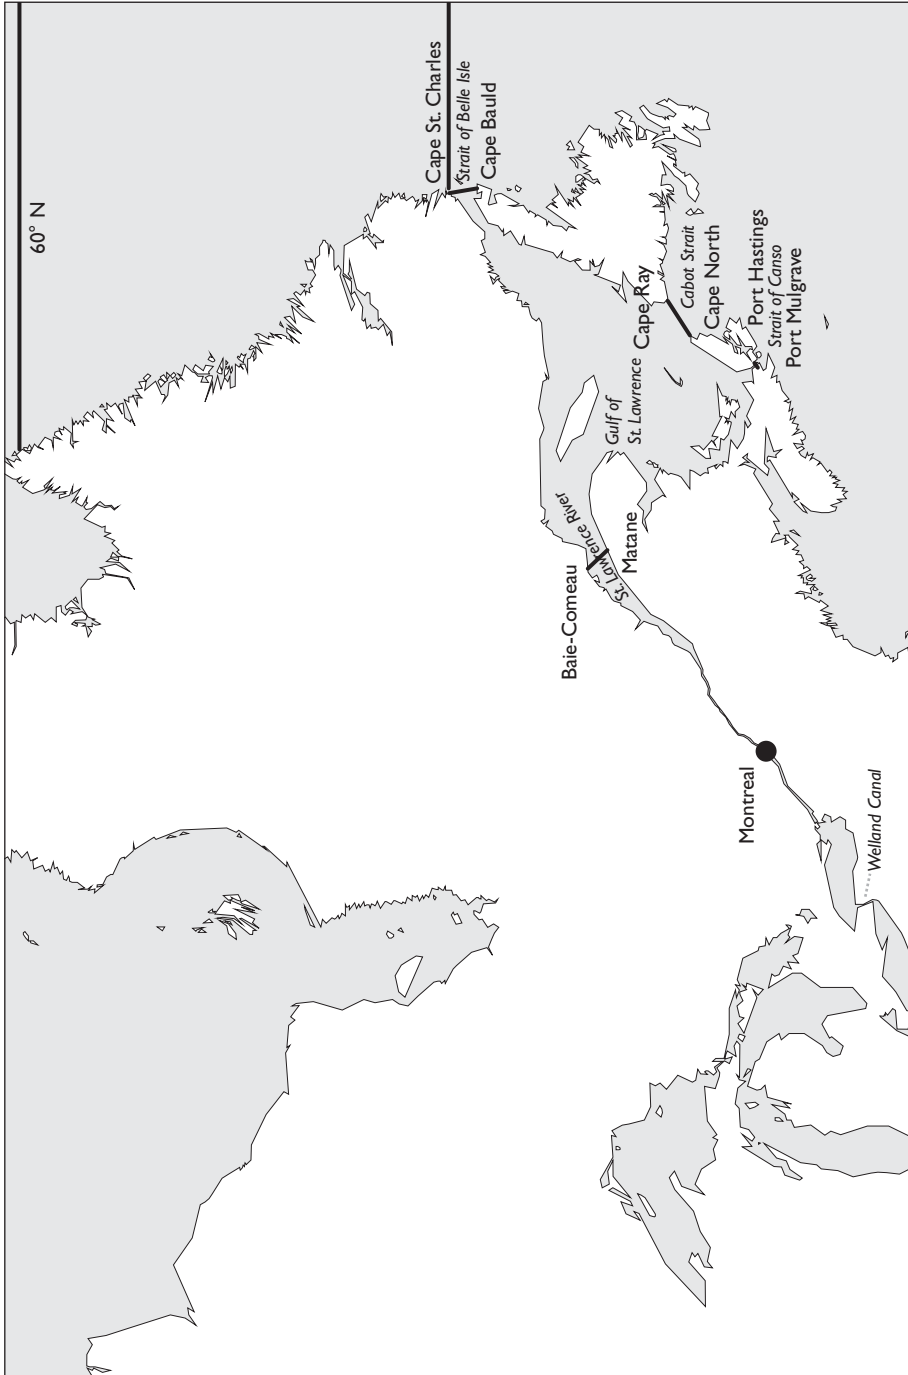 60° N
Cape St. Charles
Strait of Belle Isle
Cape Bauld
Gulf of
St. Lawrence
Cape Ray
Cabot Strait
Cape North
Port Hastings
Strait of Canso
Port Mulgrave
St. Lawrence River
Baie-Comeau
Matane
Montreal
Welland Canal